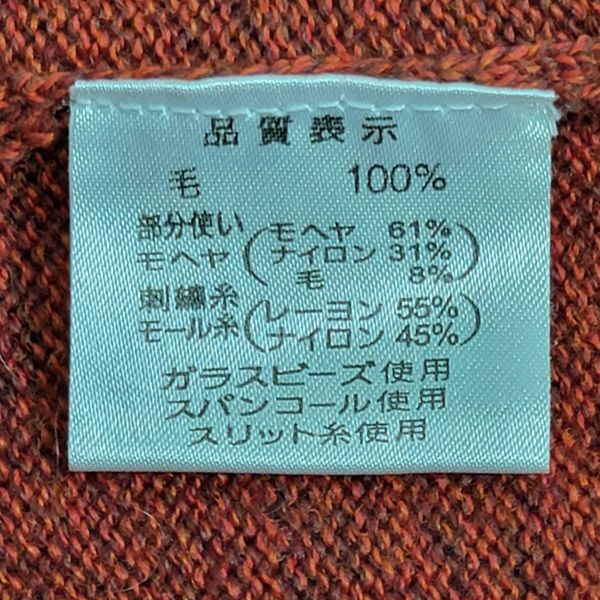 品質表示
毛 100%
部分使い モヘヤ 61%
モヘヤ (ナイロン 31%)
毛 8%
刺繍糸 レーヨン 55%
モール糸 (ナイロン 45%)
ガラスビーズ使用
スパンコール使用
スリット糸使用